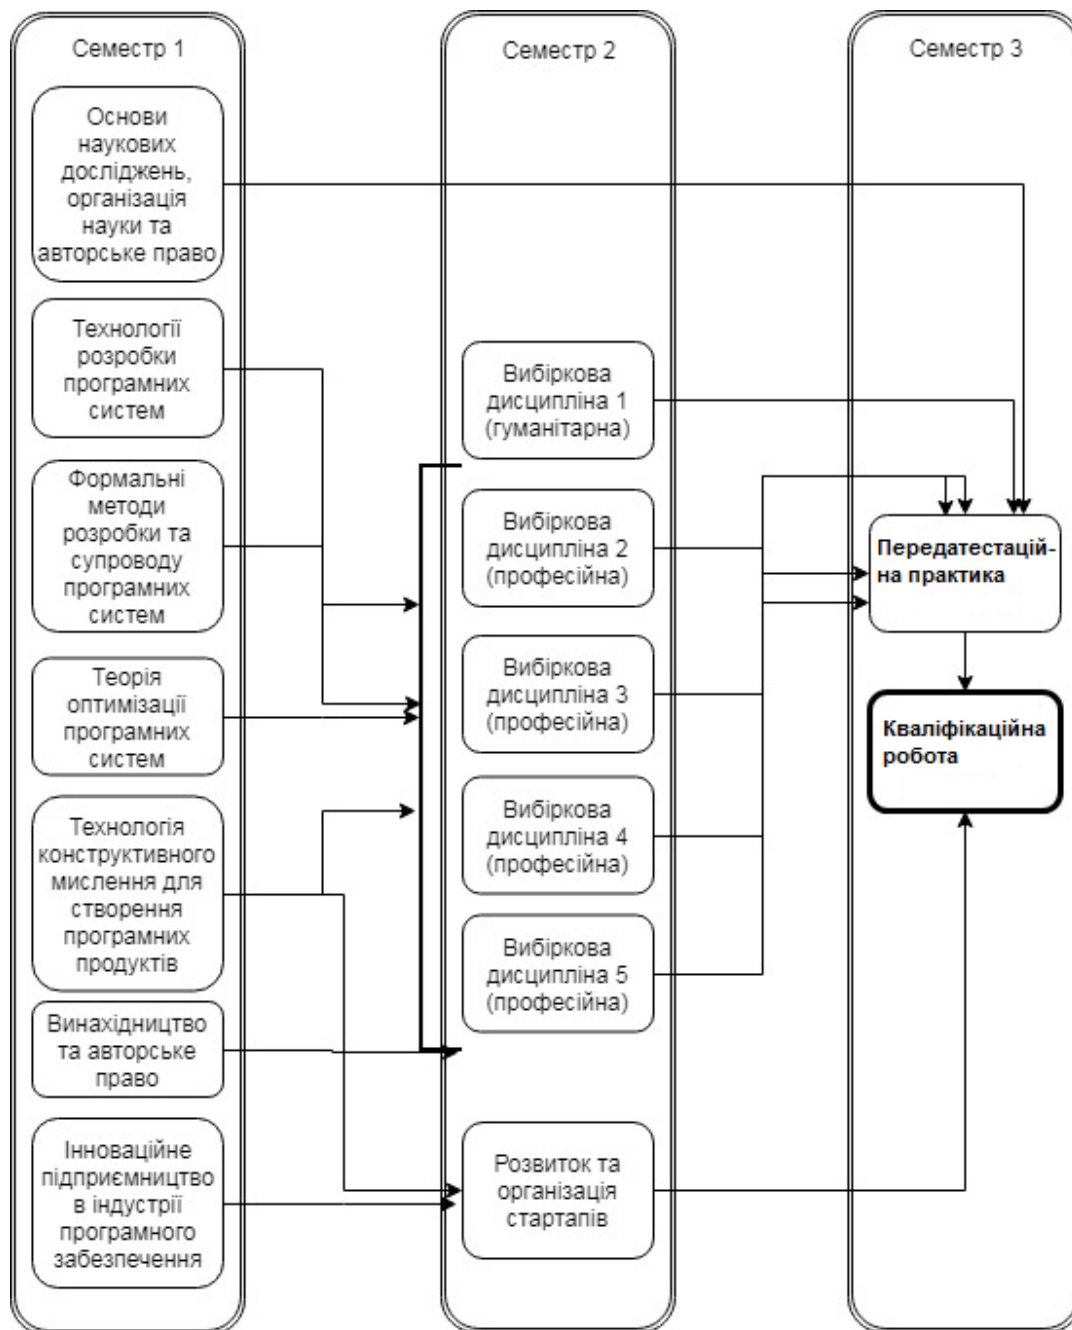 Семестр 1
Основи
наукових
досліджень,
організація
науки та
авторське право
Технології
розробки
програмних
систем
Формальні
методи
розробки та
супроводу
програмних
систем
Теорія
оптимізації
програмних
систем
Технологія
конструктивного
мислення для
створення
програмних
продуктів
Винахідництво
та авторське
право
Інноваційне
підприємництво
в індустрії
програмного
забезпечення
Семестр 2
Вибіркова
дисципліна 1
(гуманітарна)
Вибіркова
дисципліна 2
(професійна)
Вибіркова
дисципліна 3
(професійна)
Вибіркова
дисципліна 4
(професійна)
Вибіркова
дисципліна 5
(професійна)
Розвиток та
організація
стартапів
Семестр 3
Передатестацій-
на практика
Кваліфікаційна
робота